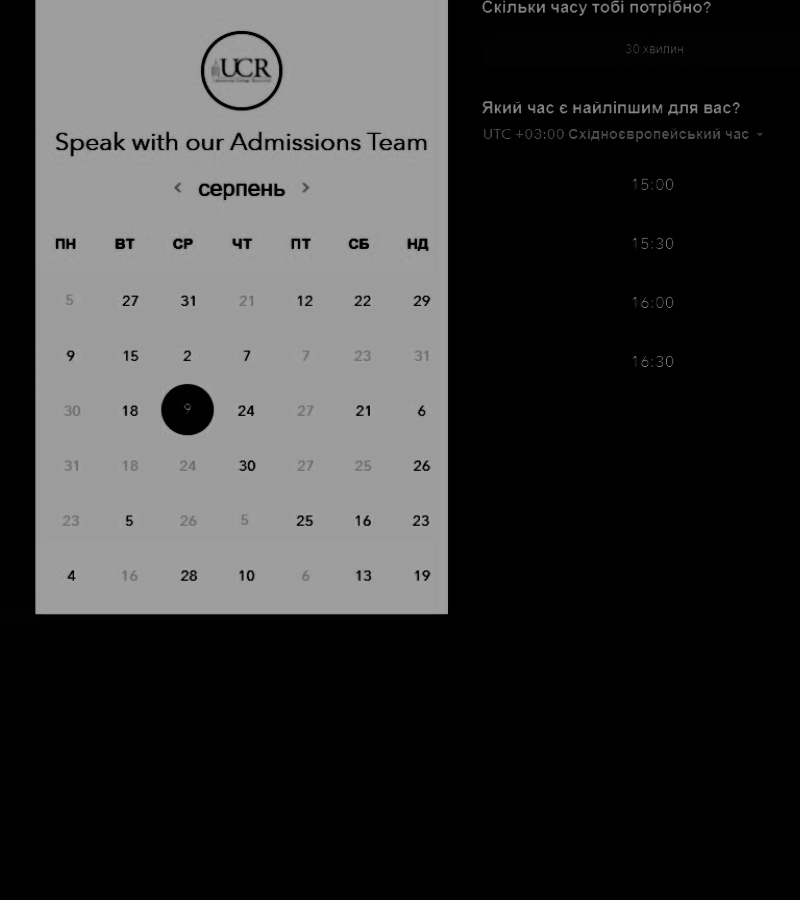 UCR
Speak with our Admissions Team
< серпень >
ПН ВТ СР ЧТ ПТ СБ НД
5 27 31 21 12 22 29
9 15 2 7 7 23 31
30 18 9 24 27 21 6
31 18 24 30 27 25 26
23 5 26 5 25 16 23
4 16 28 10 6 13 19
Скільки часу тобі потрібно?
30 хвилин
Який час є найліпшим для вас?
UTC +03:00 Східноєвропейський час
15:00
15:30
16:00
16:30